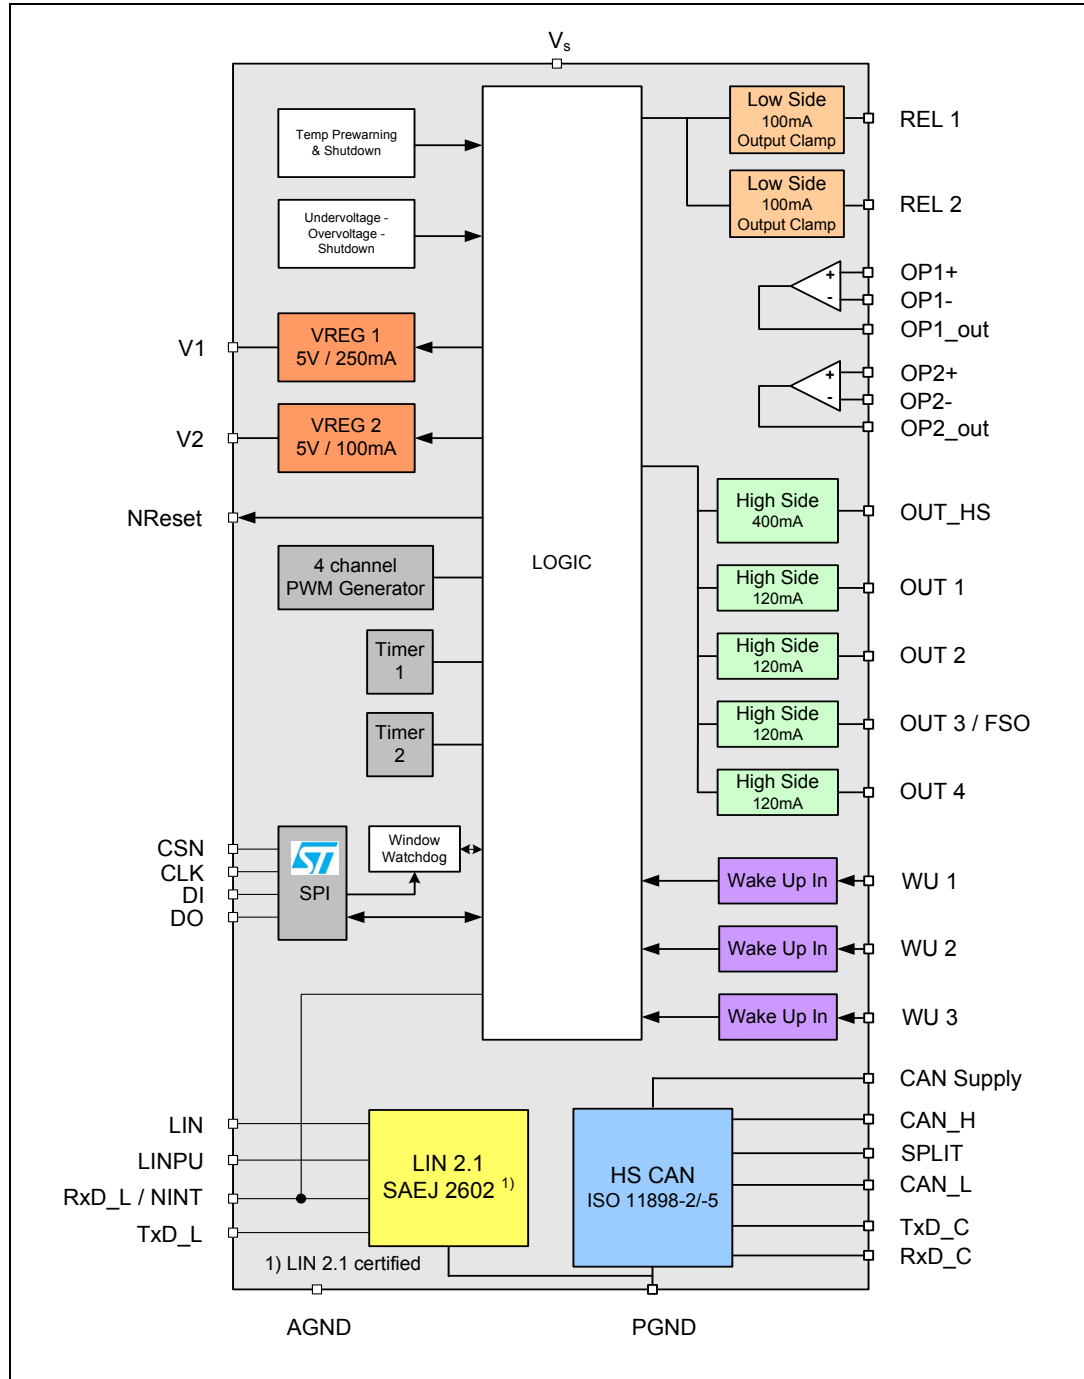 Vs
Temp Prewarning
& Shutdown
Low Side
100mA
Output Clamp
REL 1
Low Side
100mA
Output Clamp
REL 2
Undervoltage -
Overvoltage -
Shutdown
+
-
OP1+
OP1-
OP1_out
V1
VREG 1
5V / 250mA
+
-
OP2+
OP2-
OP2_out
V2
VREG 2
5V / 100mA
NReset
High Side
400mA
OUT_HS
4 channel
PWM Generator
LOGIC
High Side
120mA
OUT 1
Timer
1
High Side
120mA
OUT 2
Timer
2
High Side
120mA
OUT 3 / FSO
High Side
120mA
OUT 4
CSN
CLK
DI
DO
ST
SPI
Window
Watchdog
Wake Up In
WU 1
Wake Up In
WU 2
Wake Up In
WU 3
CAN Supply
LIN
LINPU
RxD_L / NINT
TxD_L
LIN 2.1
SAEJ 2602 1)
HS CAN
ISO 11898-2/-5
CAN_H
SPLIT
CAN_L
TxD_C
RxD_C
1) LIN 2.1 certified
AGND
PGND